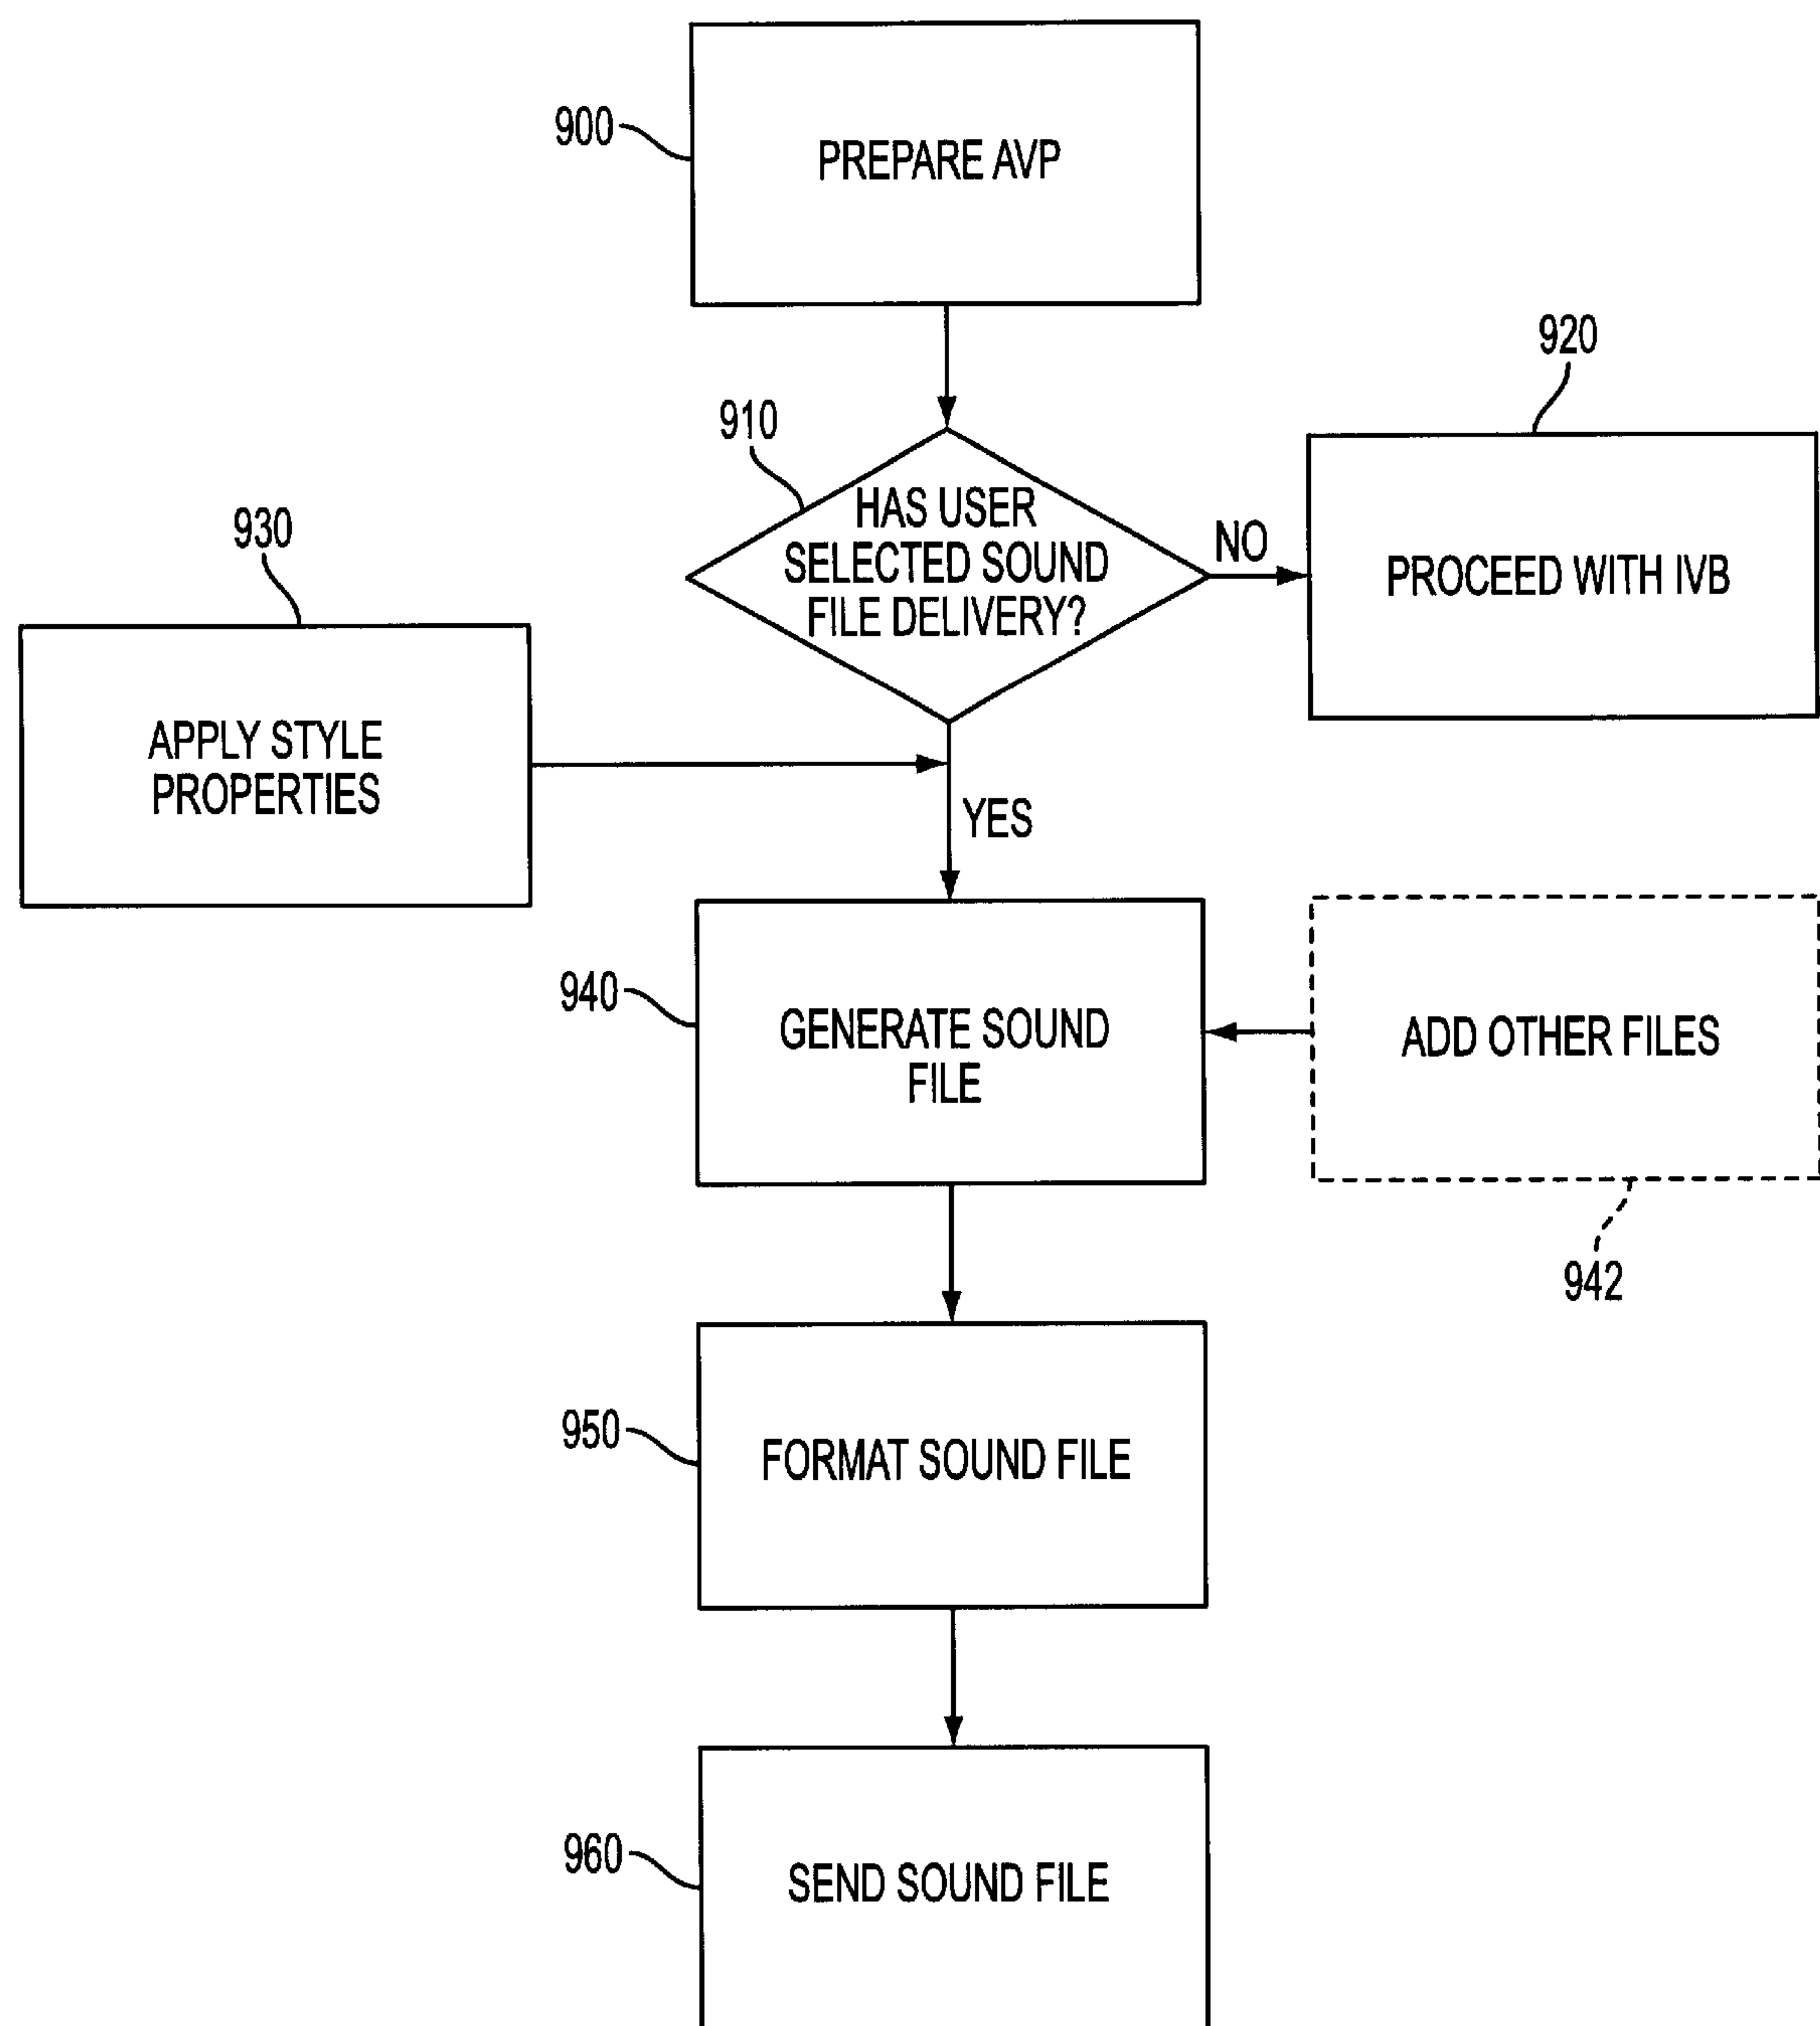 900
PREPARE AVP
910
HAS USER
SELECTED SOUND
FILE DELIVERY?
NO
920
PROCEED WITH IVB
930
APPLY STYLE
PROPERTIES
YES
940
GENERATE SOUND
FILE
ADD OTHER FILES
942
950
FORMAT SOUND FILE
960
SEND SOUND FILE